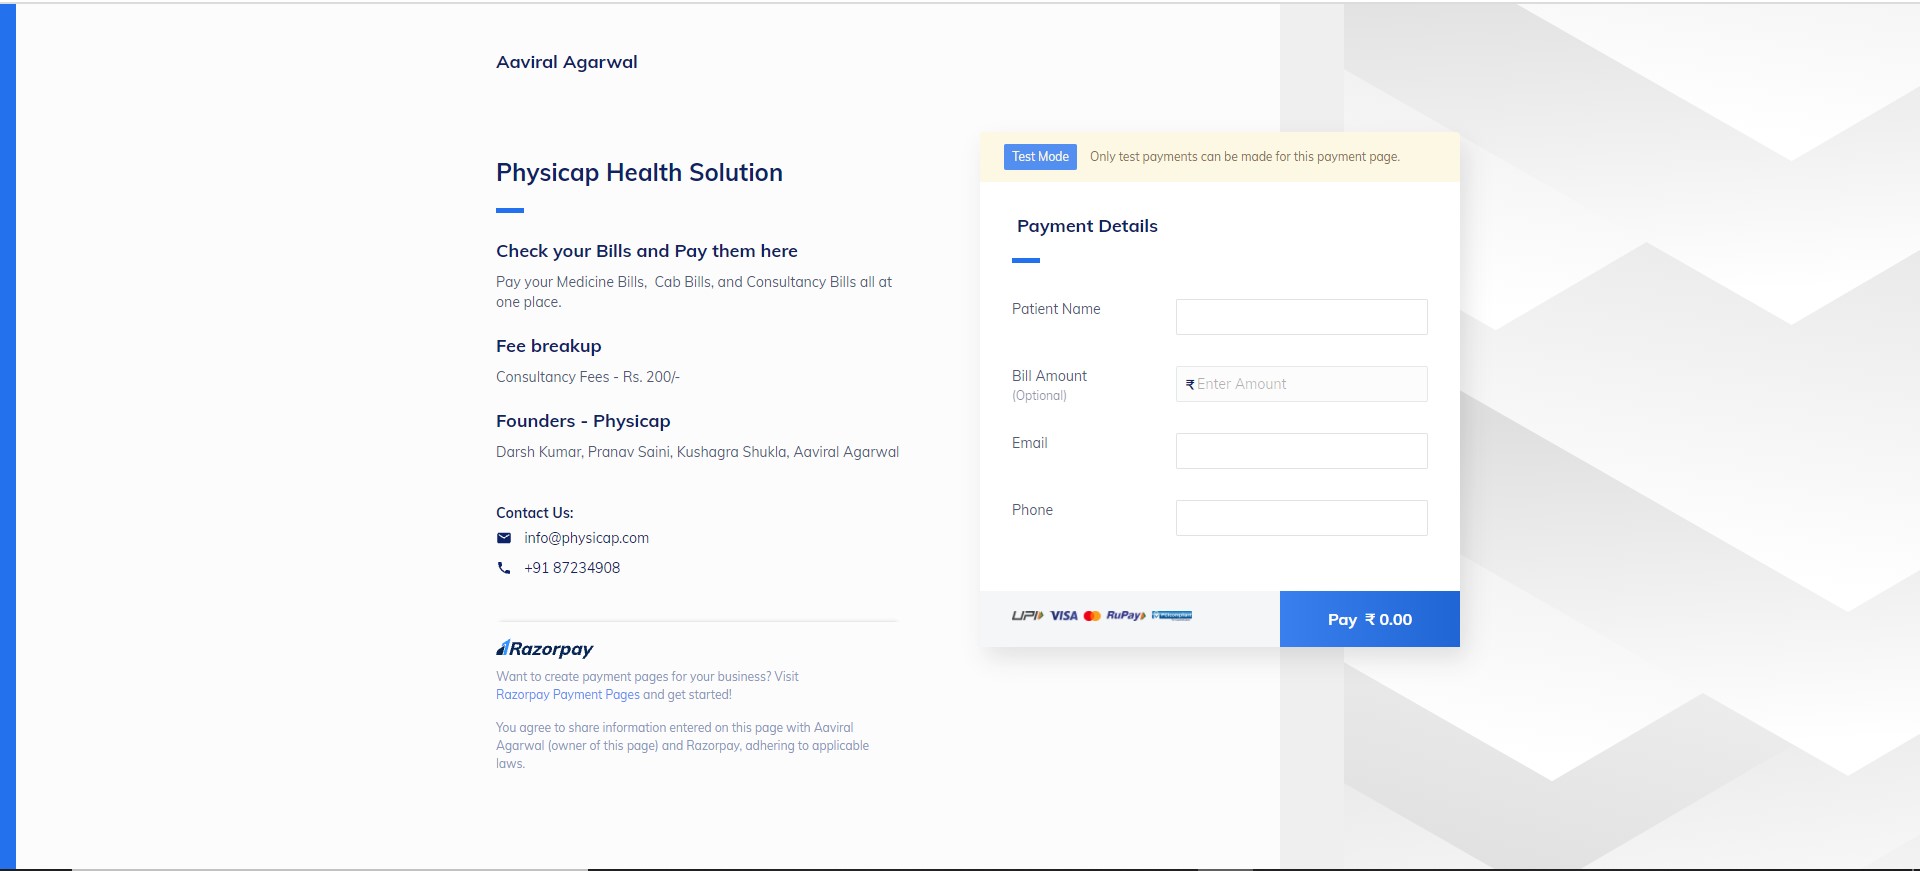 Aaviral Agarwal
Physicap Health Solution
Check your Bills and Pay them here
Pay your Medicine Bills,  Cab Bills, and Consultancy Bills all at
one place.
Fee breakup
Consultancy Fees - Rs. 200/-
Founders - Physicap
Darsh Kumar, Pranav Saini, Kushagra Shukla, Aaviral Agarwal
Contact Us:
info@physicap.com
+91 87234908
Razorpay
Want to create payment pages for your business? Visit
Razorpay Payment Pages and get started!
You agree to share information entered on this page with Aaviral
Agarwal (owner of this page) and Razorpay, adhering to applicable
laws.
Test Mode Only test payments can be made for this payment page.
Payment Details
Patient Name
Bill Amount
(Optional)
₹ Enter Amount
Email
Phone
UPI VISA RuPay
Pay ₹ 0.00